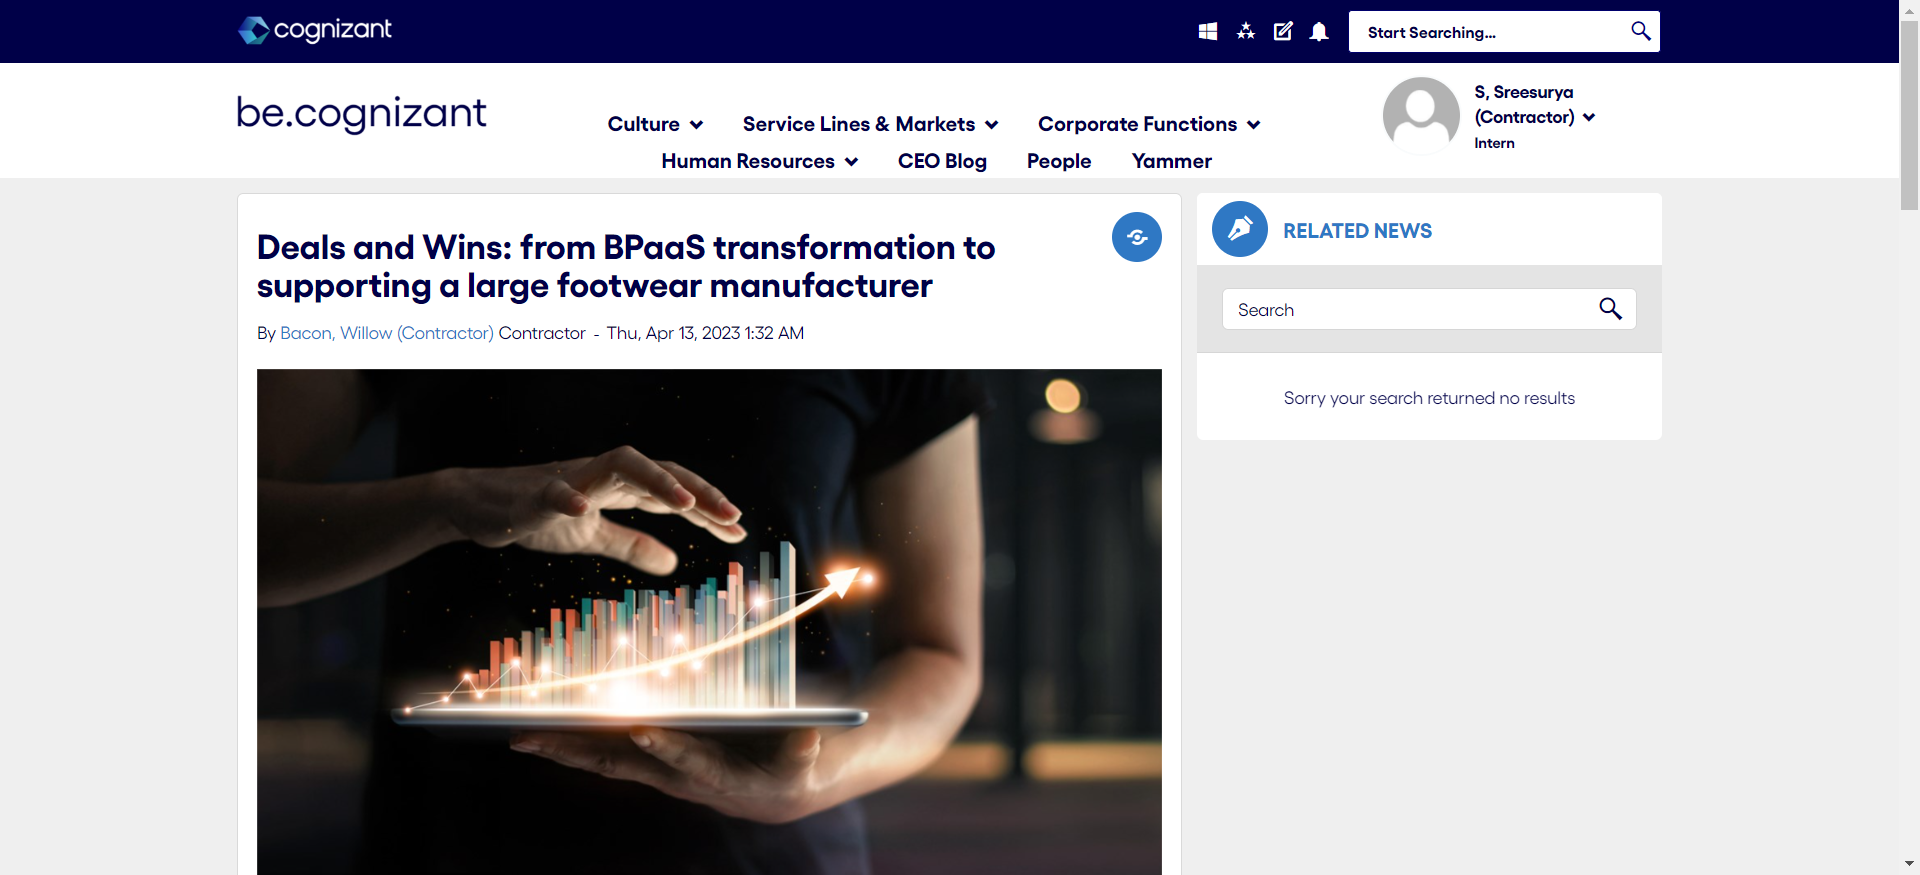 cognizant
Start Searching...
be.cognizant
Culture
Service Lines & Markets
Corporate Functions
Human Resources
CEO Blog
People
Yammer
S, Sreesurya
(Contractor)
Intern
Deals and Wins: from BPaaS transformation to
supporting a large footwear manufacturer
By Bacon, Willow (Contractor) Contractor - Thu, Apr 13, 2023 1:32 AM
RELATED NEWS
Search
Sorry your search returned no results